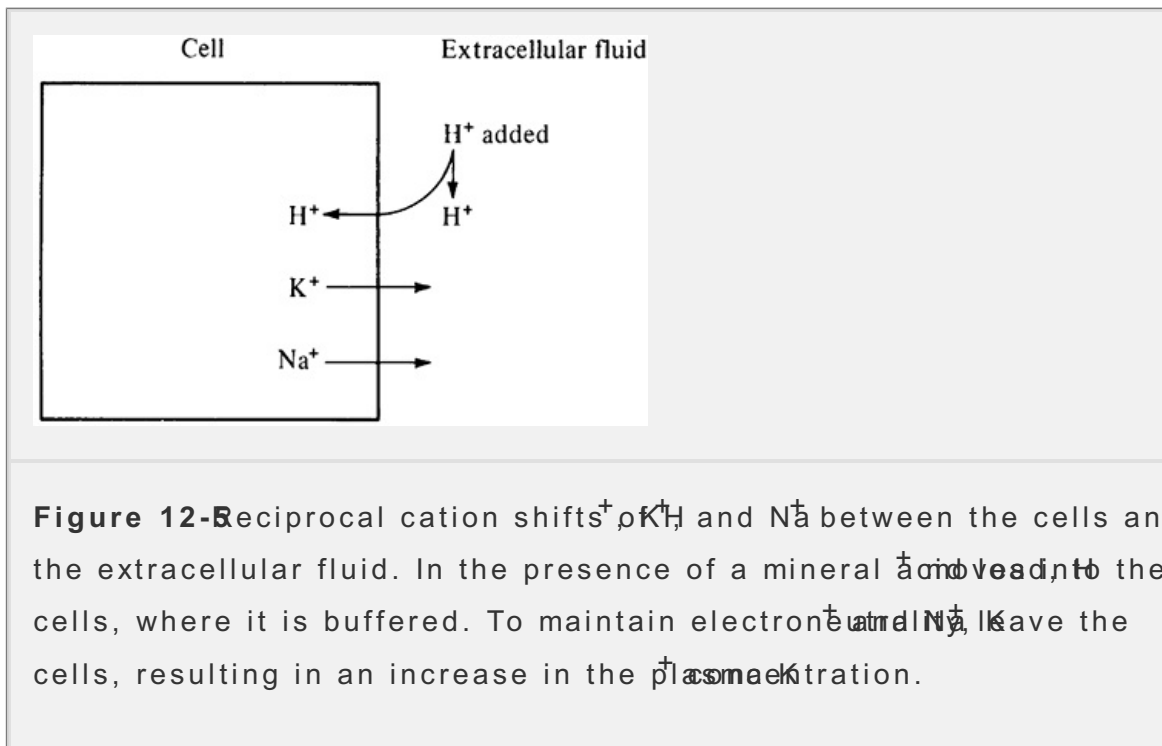 Cell Extracellular fluid
H⁺ added
H⁺ H⁺
K⁺
Na⁺
Figure 12-5 Reciprocal cation shifts of H⁺, K⁺, and Na⁺ between the cells an
the extracellular fluid. In the presence of a mineral acid load, H⁺ moves into the
cells, where it is buffered. To maintain electroneutrality, K⁺ and Na⁺ leave the
cells, resulting in an increase in the plasma K⁺ concentration.